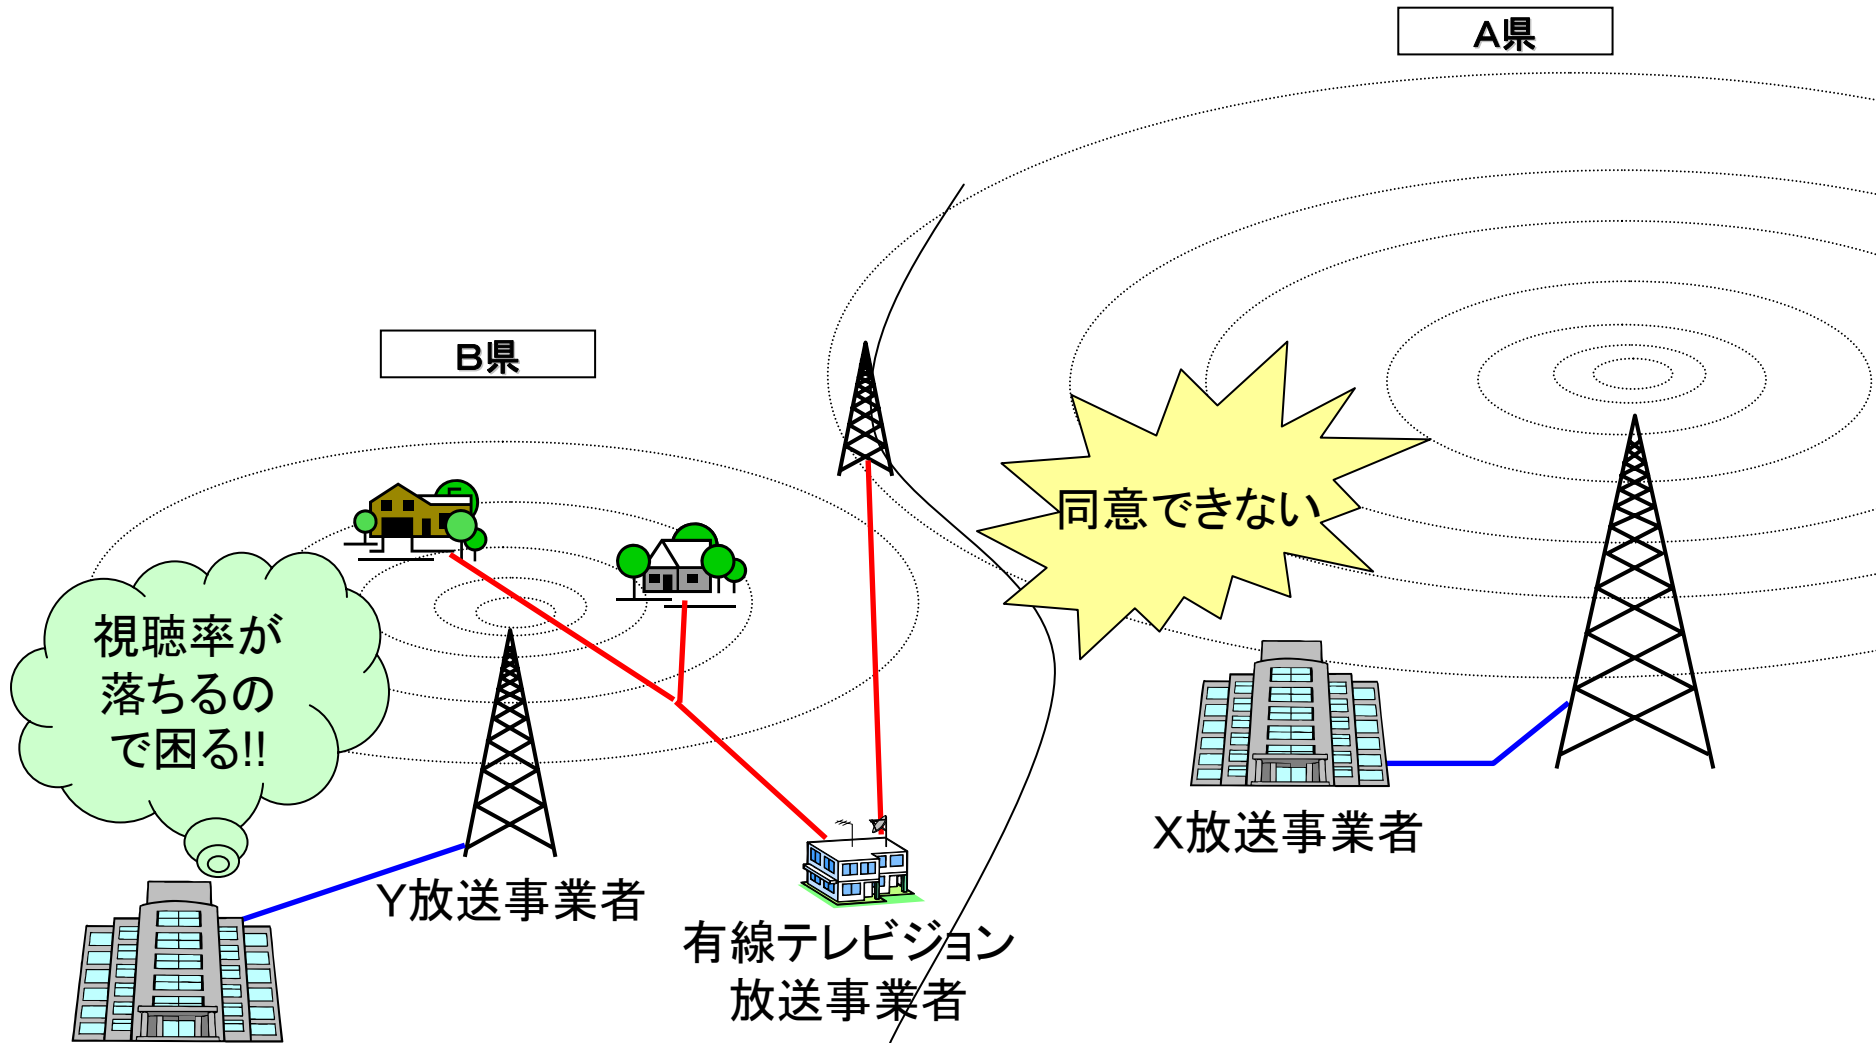 A県
B県
同意できない
視聴率が
落ちるの
で困る!!
X放送事業者
Y放送事業者
有線テレビジョン
放送事業者